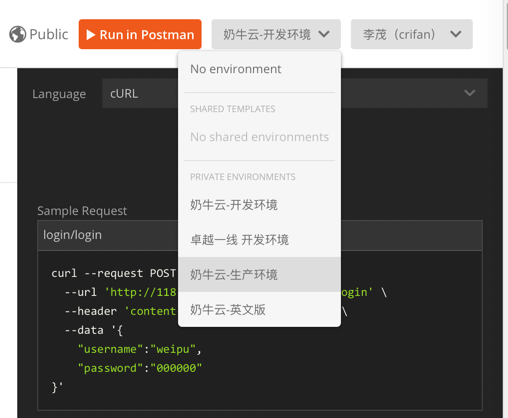 Public
Run in Postman
奶牛云-开发环境
李茂（crifan）
No environment
SHARED TEMPLATES
No shared environments
PRIVATE ENVIRONMENTS
奶牛云-开发环境
卓越一线 开发环境
奶牛云-生产环境
奶牛云-英文版
Language
cURL
Sample Request
login/login
curl --request POST
--url 'http://118. ogin' \
--header 'content \
--data '{
"username":"weipu",
"password":"000000"
}'